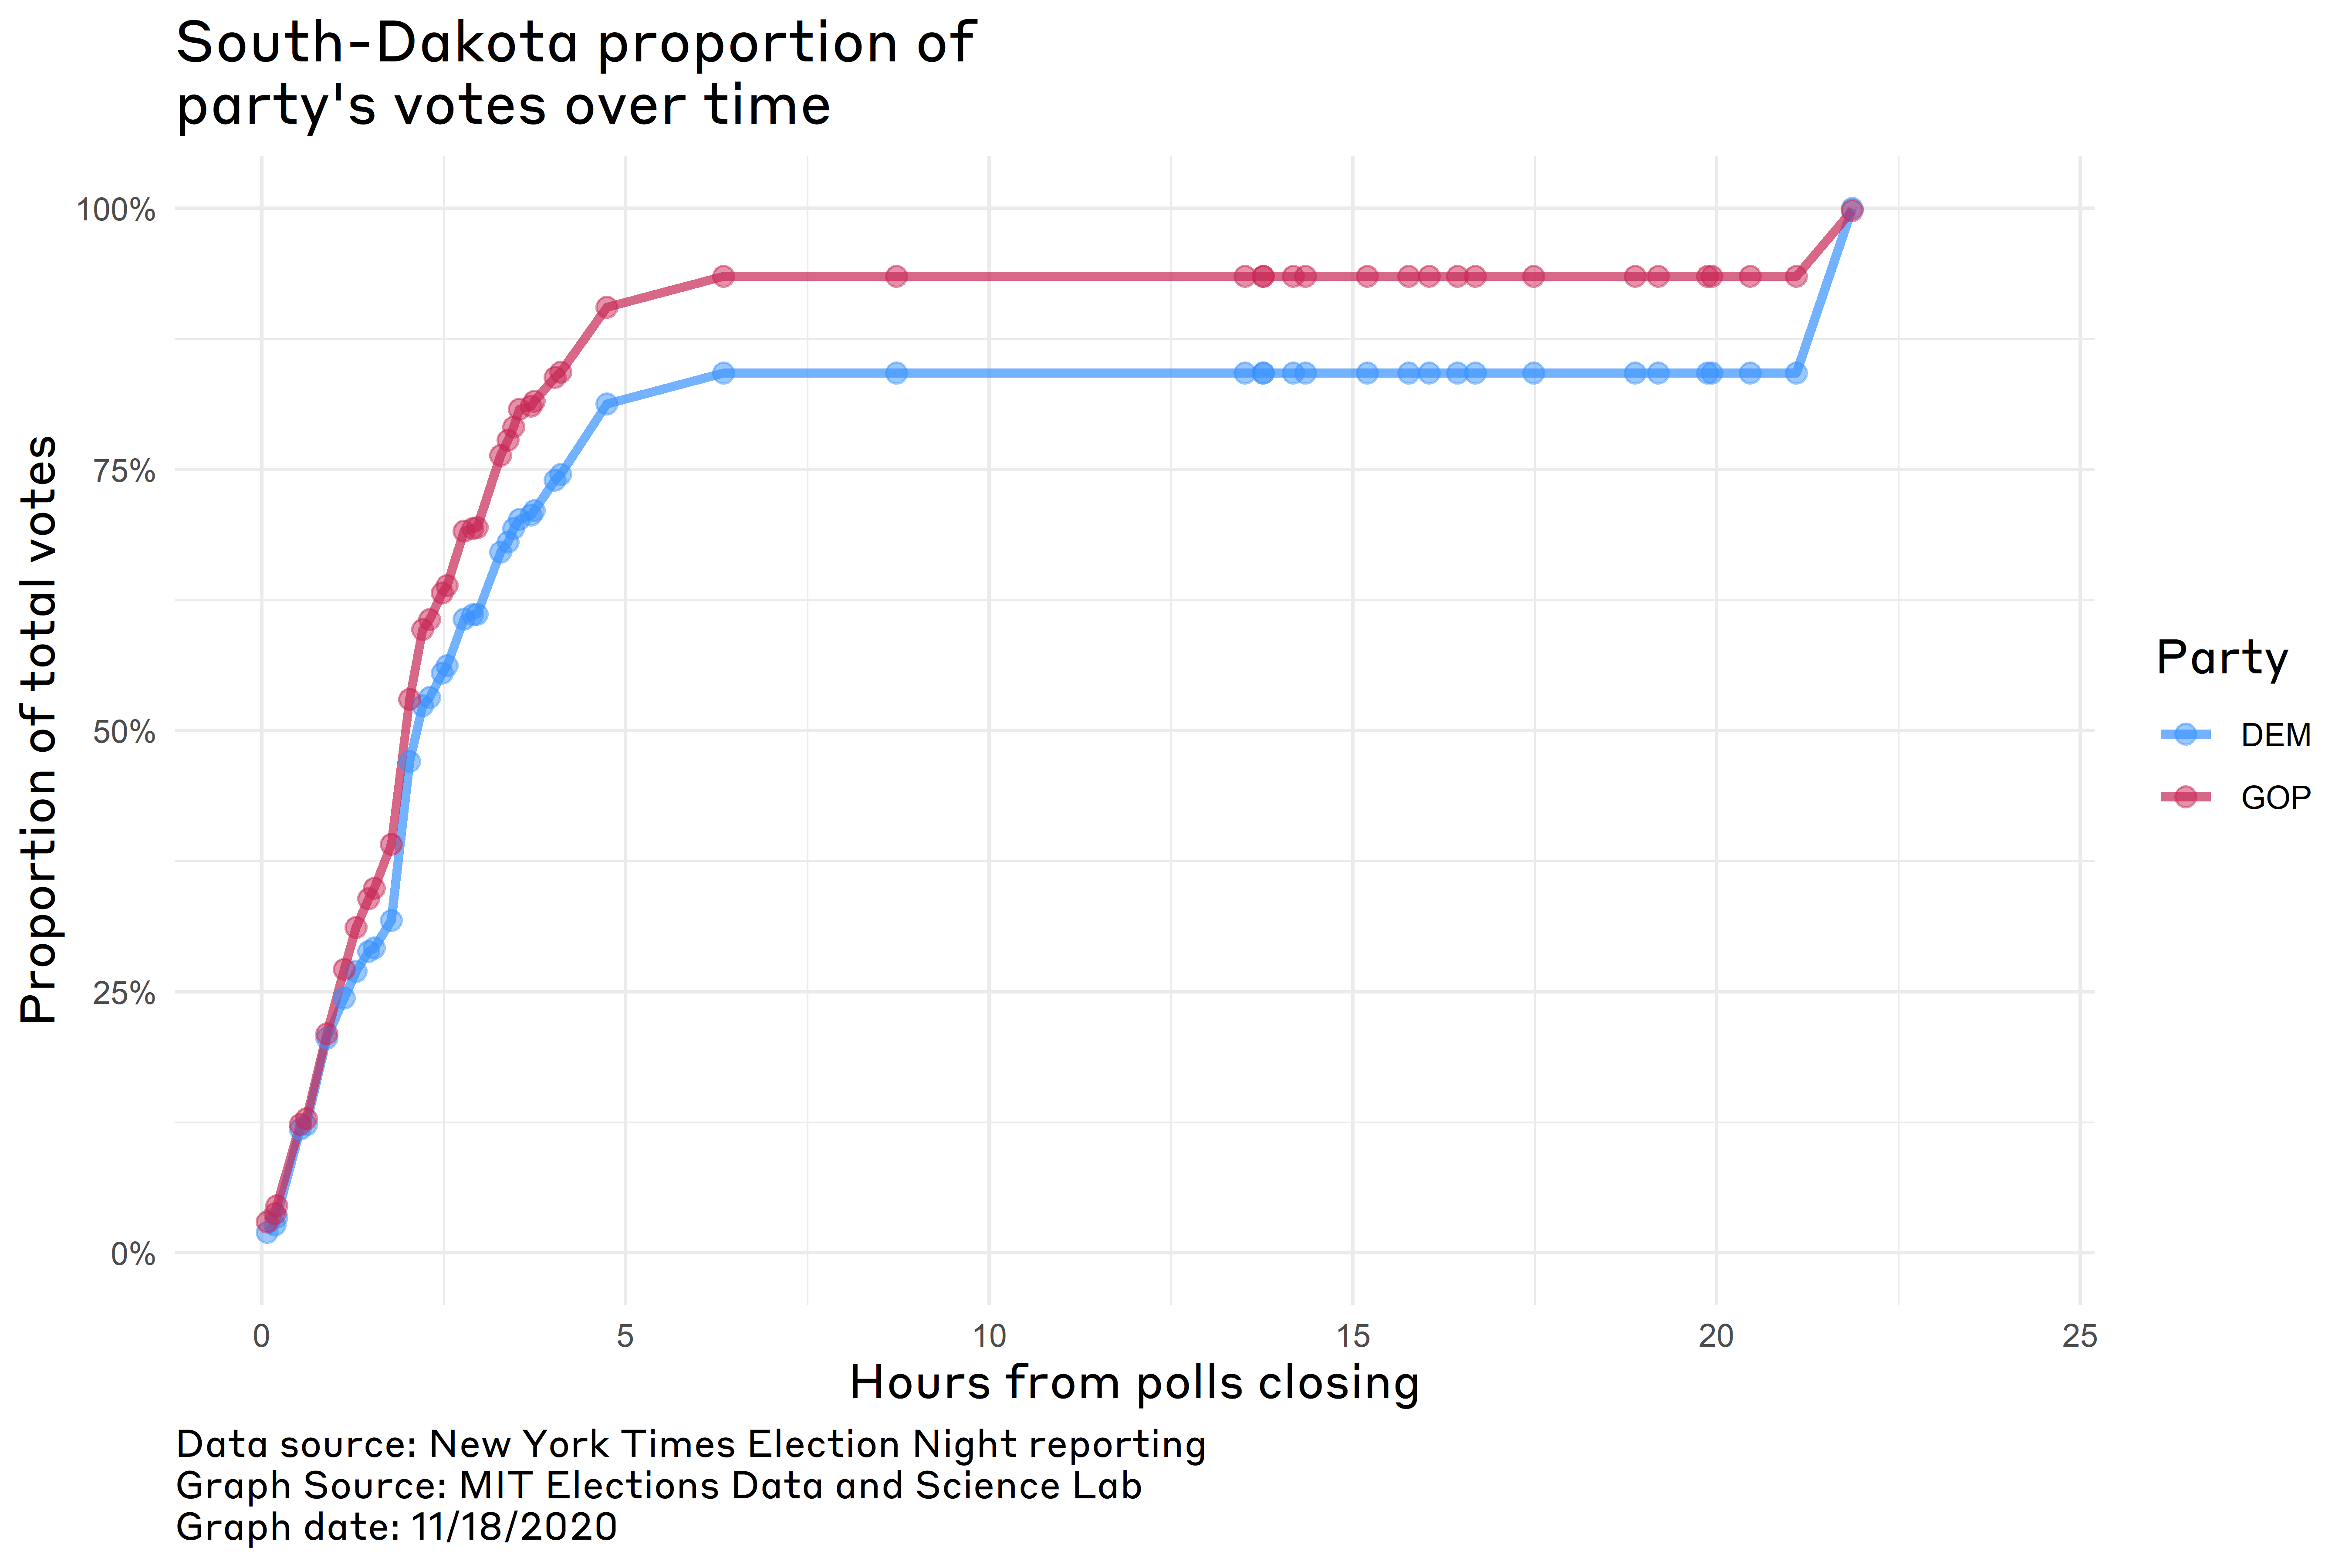 South-Dakota proportion of
party's votes over time
Proportion of total votes
100%
75%
50%
25%
0%
0
5
10
15
20
25
Hours from polls closing
Party
DEM
GOP
Data source: New York Times Election Night reporting
Graph Source: MIT Elections Data and Science Lab
Graph date: 11/18/2020